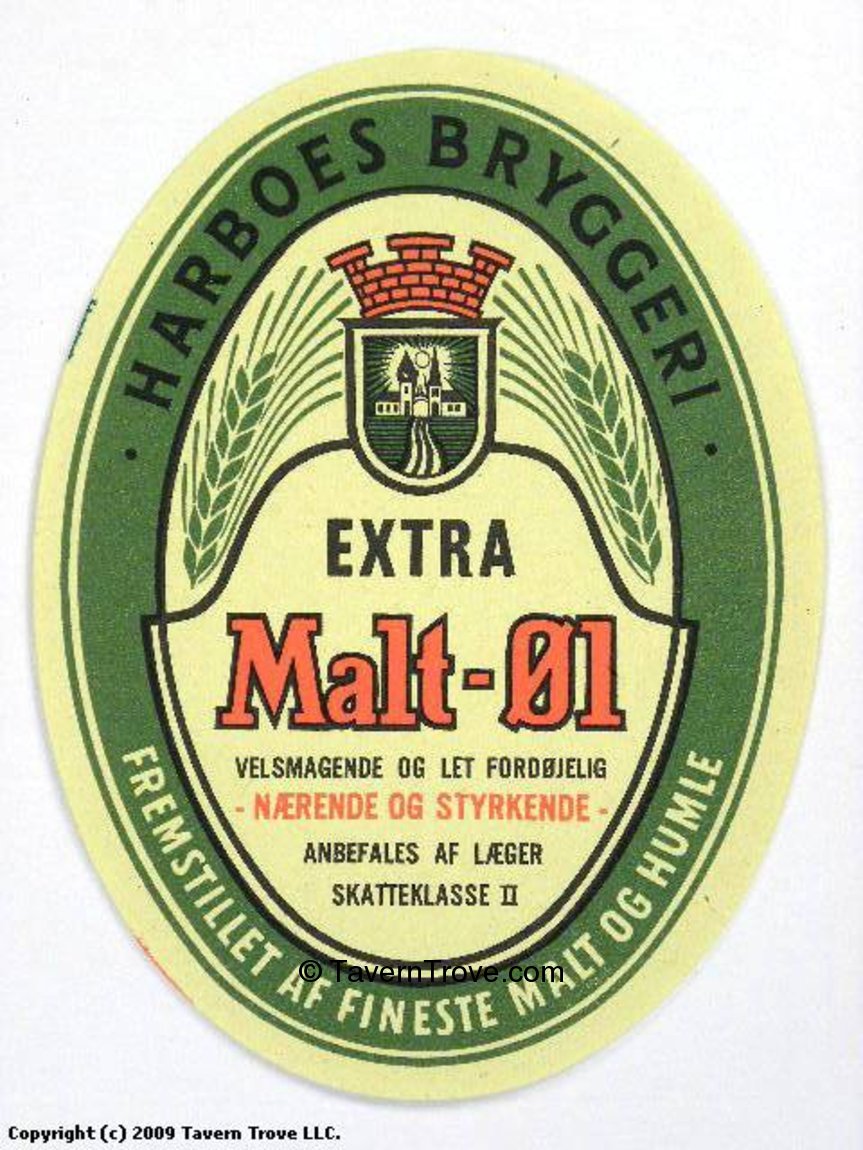 · HARBOES BRYGGERI ·
EXTRA
Malt-Øl
VELSMAGENDE OG LET FORDØJELIG
- NÆRENDE OG STYRKENDE -
ANBEFALES AF LÆGER
SKATTEKLASSE II
FREMSTILLET AF FINESTE MALT OG HUMLE
© TavernTrove.com
Copyright (c) 2009 Tavern Trove LLC.